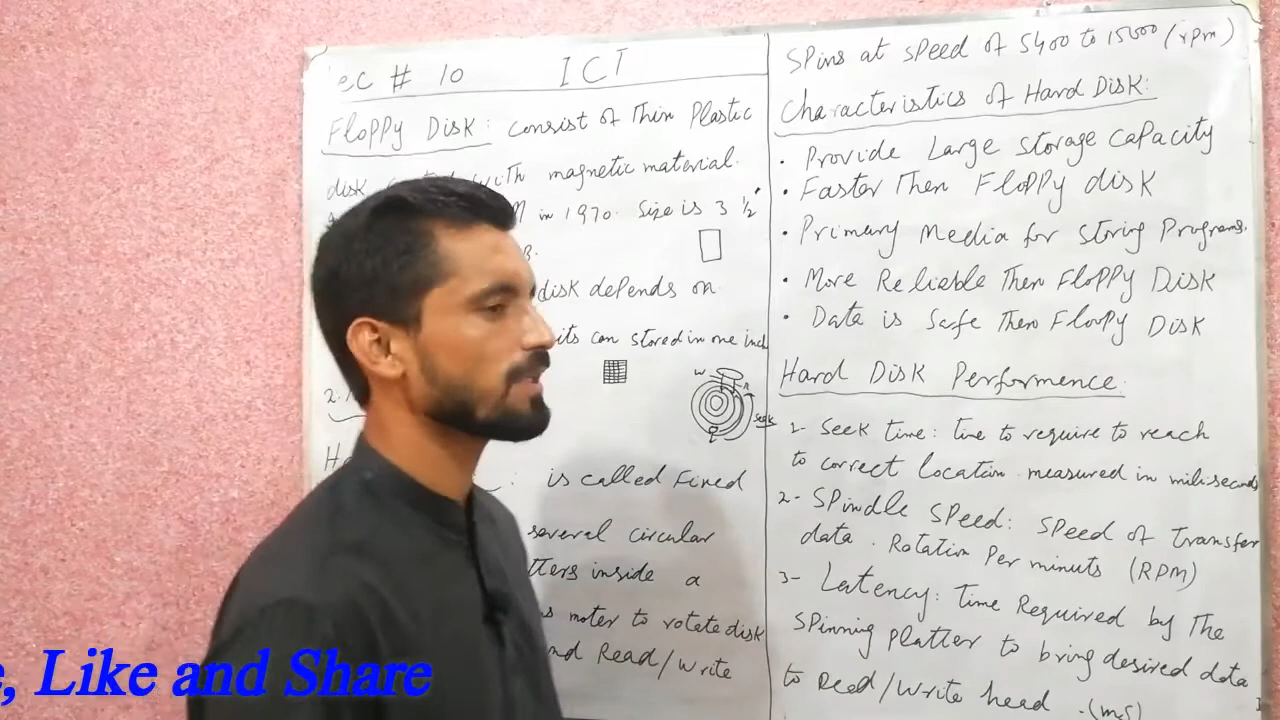 ec # 10 ICT
Floppy Disk: consist of Thin Plastic
disk with magnetic material.
in 1970. Size is 3 1/2
B.
disk depends on
its can stored in one inch
W R
Seek
2.
is called Fixed
several circular
tters inside a
s moter to rotate disk
nd Read/Write
Spins at speed of 5400 to 15000 (rpm)
Characteristics of Hard Disk:
• Provide Large storage capacity
• Faster Then Floppy disk
• Primary Media for storing Programs.
• More Reliable Then Floppy Disk
• Data is Safe Then Floppy Disk
Hard Disk Performence.
1- Seek time: time to require to reach
to correct location measured in miliseconds
2- Spindle Speed: Speed of Transfer
data. Rotation Per minuts (RPM)
3- Latency: Time Required by The
Spinning platter to bring desired data
to Read/Write head. (ms)
e, Like and Share